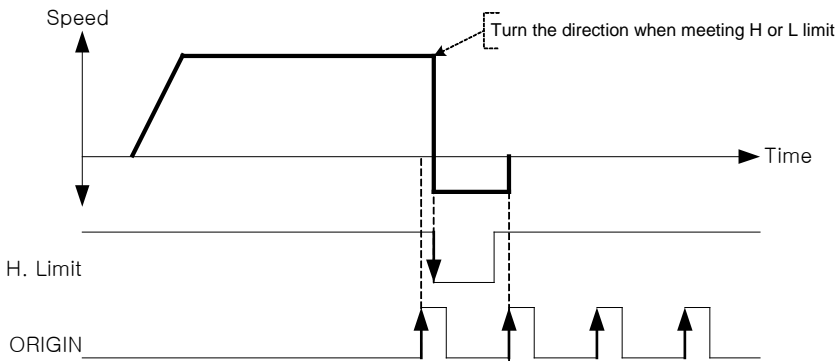 Speed
Turn the direction when meeting H or L limit
Time
H. Limit
ORIGIN